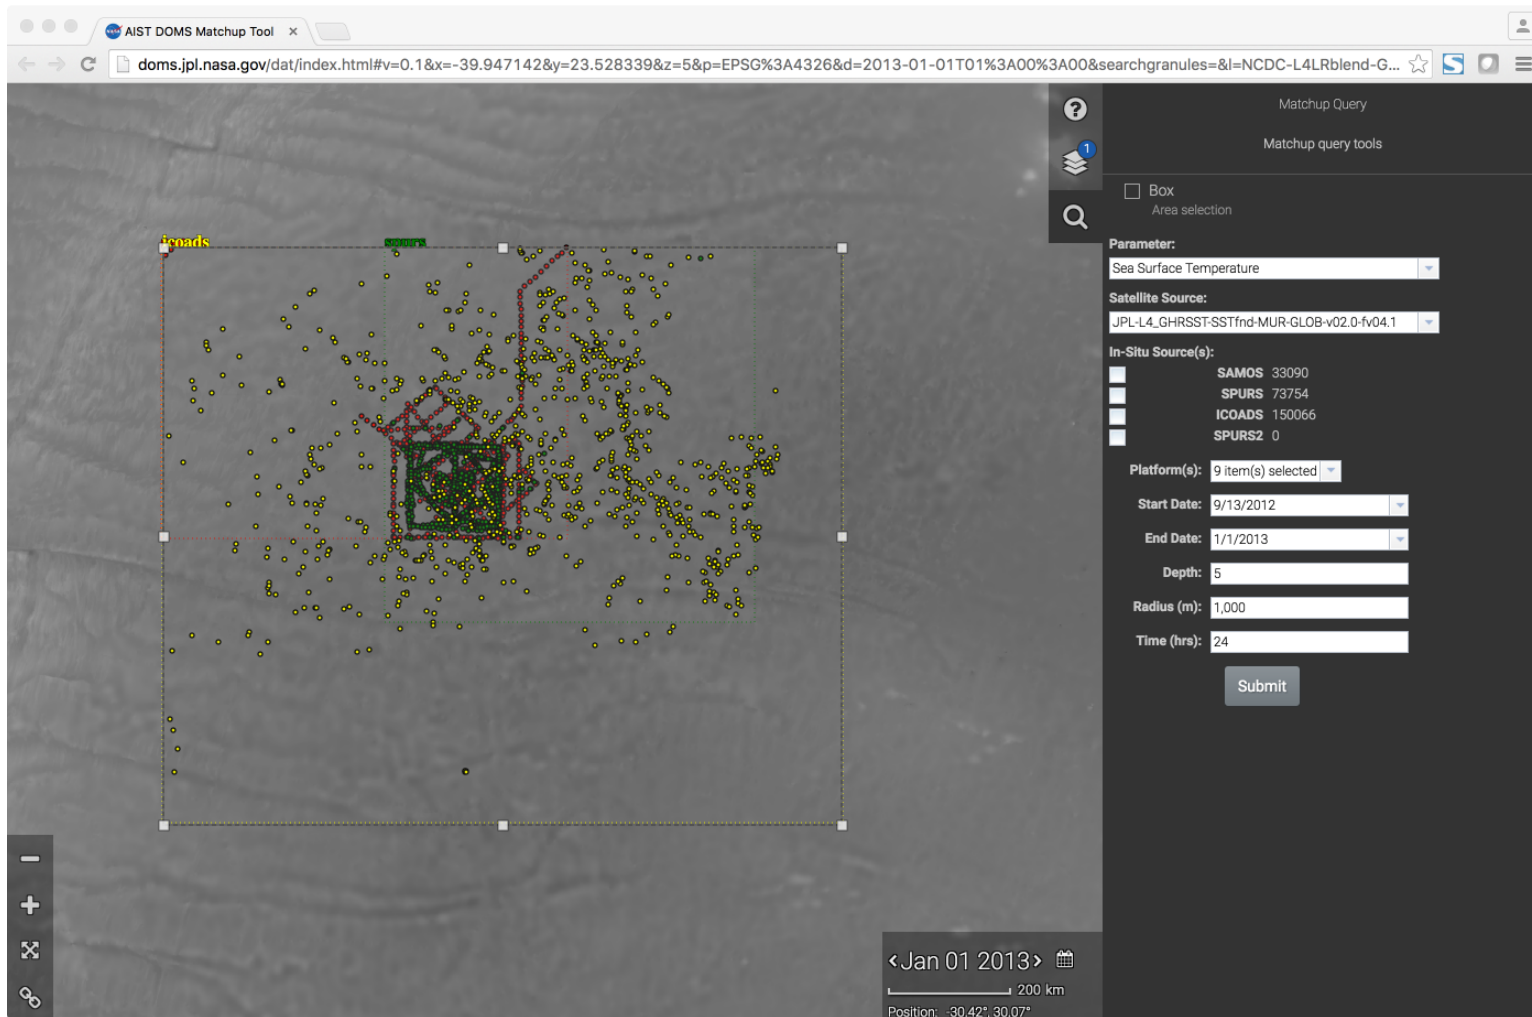 AIST DOMS Matchup Tool ×
doms.jpl.nasa.gov/dat/index.html#v=0.1&x=-39.947142&y=23.528339&z=5&p=EPSG%3A4326&d=2013-01-01T01%3A00%3A00&searchgranules=&l=NCDC-L4LRblend-G...
S
?
1
Matchup Query
Matchup query tools
Box
Area selection
icoads
spurs
Parameter:
Sea Surface Temperature
Satellite Source:
JPL-L4_GHRSST-SSTfnd-MUR-GLOB-v02.0-fv04.1
In-Situ Source(s):
SAMOS 33090
SPURS 73754
ICOADS 150066
SPURS2 0
Platform(s): 9 item(s) selected
Start Date: 9/13/2012
End Date: 1/1/2013
Depth: 5
Radius (m): 1,000
Time (hrs): 24
Submit
Jan 01 2013
200 km
Position: -30.42°, 30.07°